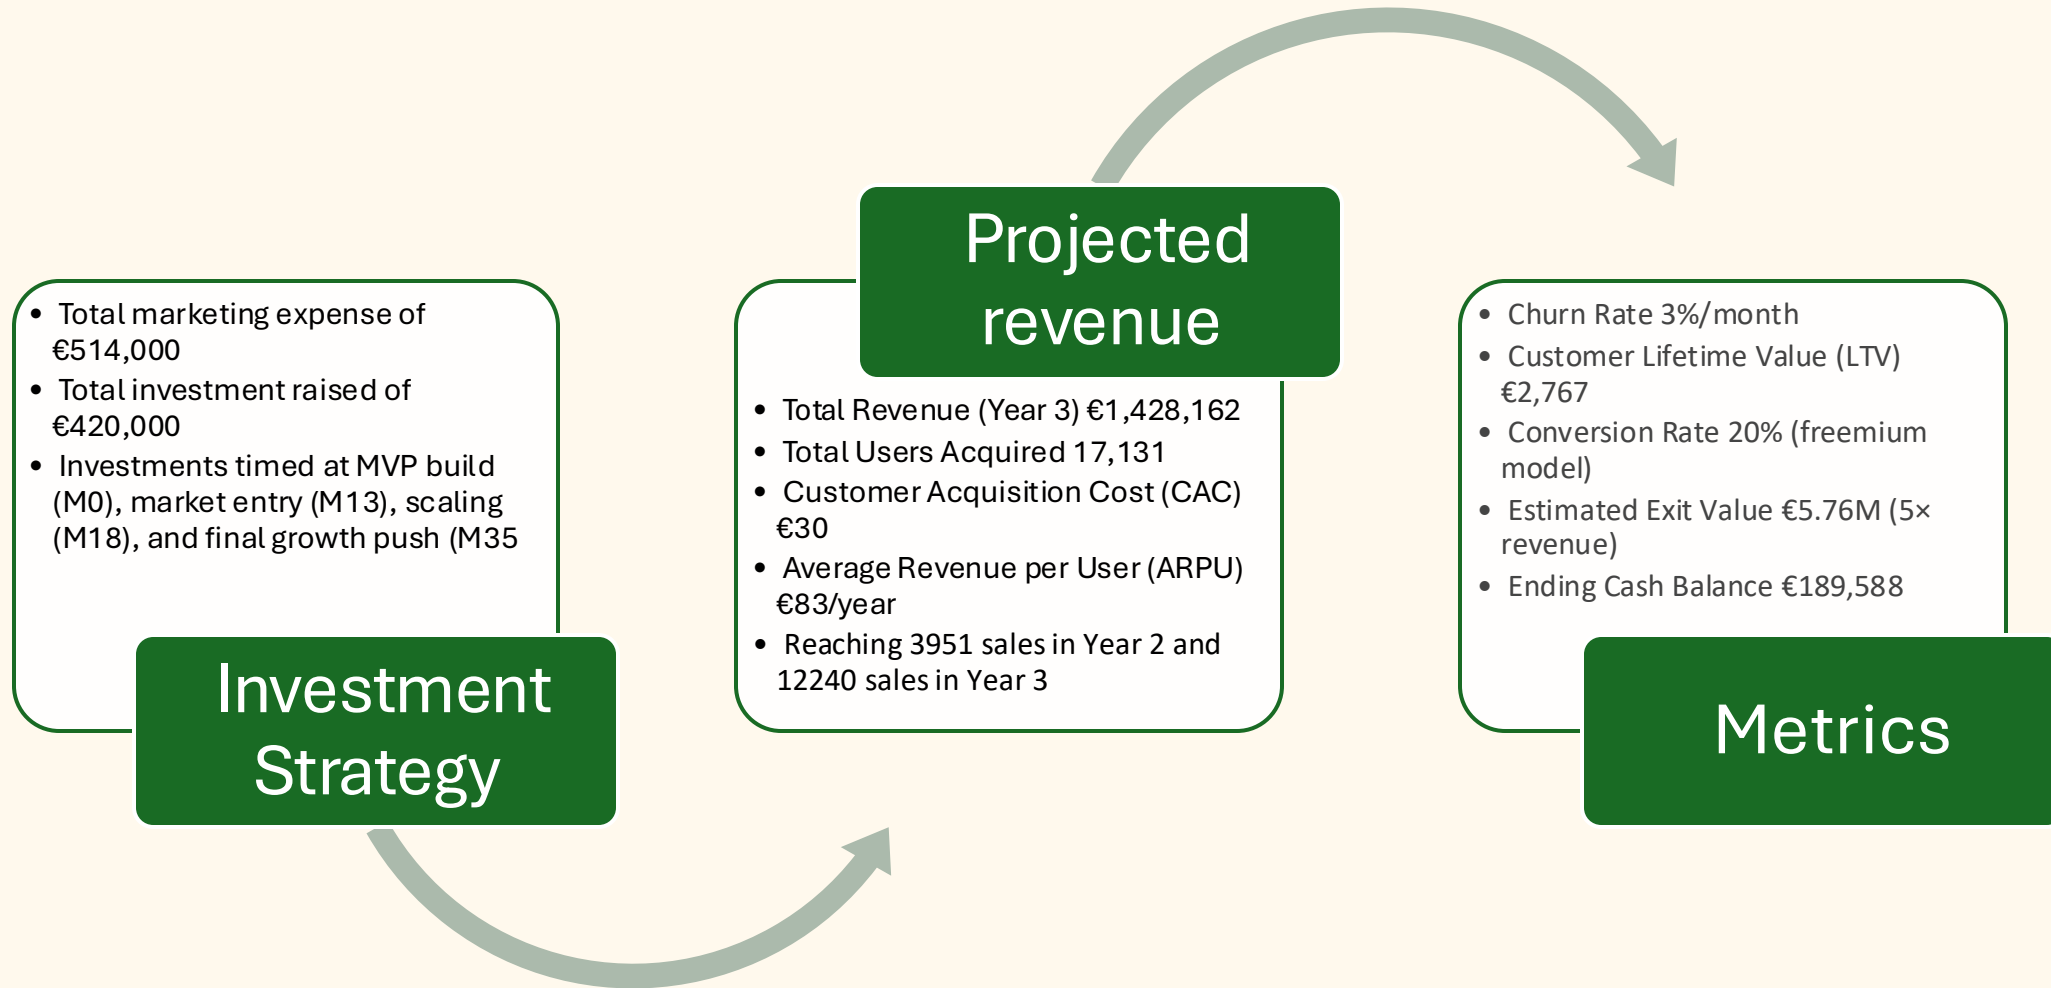 • Total marketing expense of
€514,000
• Total investment raised of
€420,000
• Investments timed at MVP build
(M0), market entry (M13), scaling
(M18), and final growth push (M35
Investment
Strategy
Projected
revenue
• Total Revenue (Year 3) €1,428,162
• Total Users Acquired 17,131
• Customer Acquisition Cost (CAC)
€30
• Average Revenue per User (ARPU)
€83/year
• Reaching 3951 sales in Year 2 and
12240 sales in Year 3
• Churn Rate 3%/month
• Customer Lifetime Value (LTV)
€2,767
• Conversion Rate 20% (freemium
model)
• Estimated Exit Value €5.76M (5×
revenue)
• Ending Cash Balance €189,588
Metrics